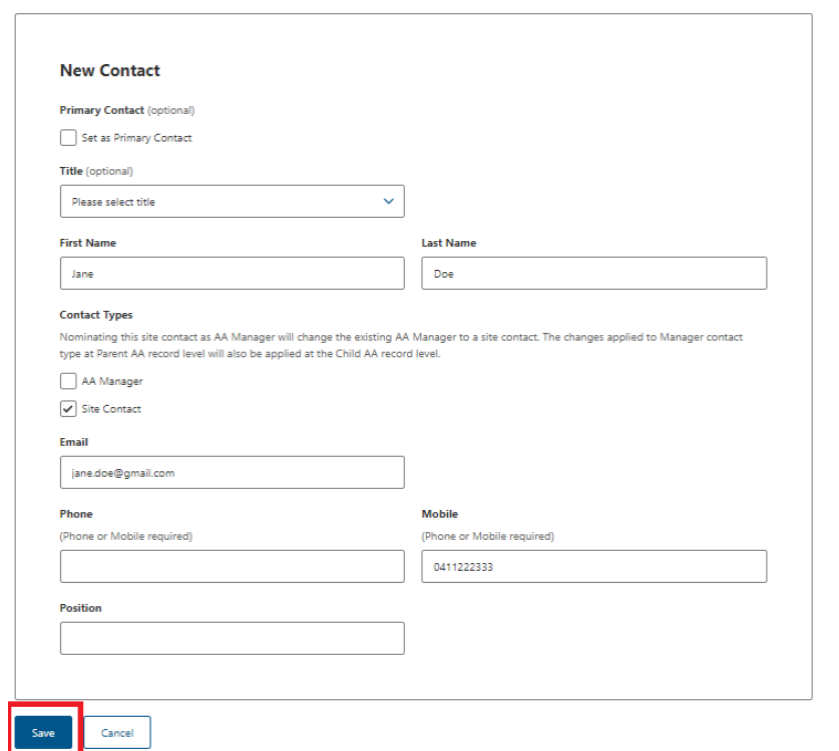 New Contact
Primary Contact (optional)
Set as Primary Contact
Title (optional)
Please select title
First Name
Last Name
Jane
Doe
Contact Types
Nominating this site contact as AA Manager will change the existing AA Manager to a site contact. The changes applied to Manager contact
type at Parent AA record level will also be applied at the Child AA record level.
AA Manager
Site Contact
Email
jane.doe@gmail.com
Phone
Mobile
(Phone or Mobile required)
(Phone or Mobile required)
0411222333
Position
Save
Cancel